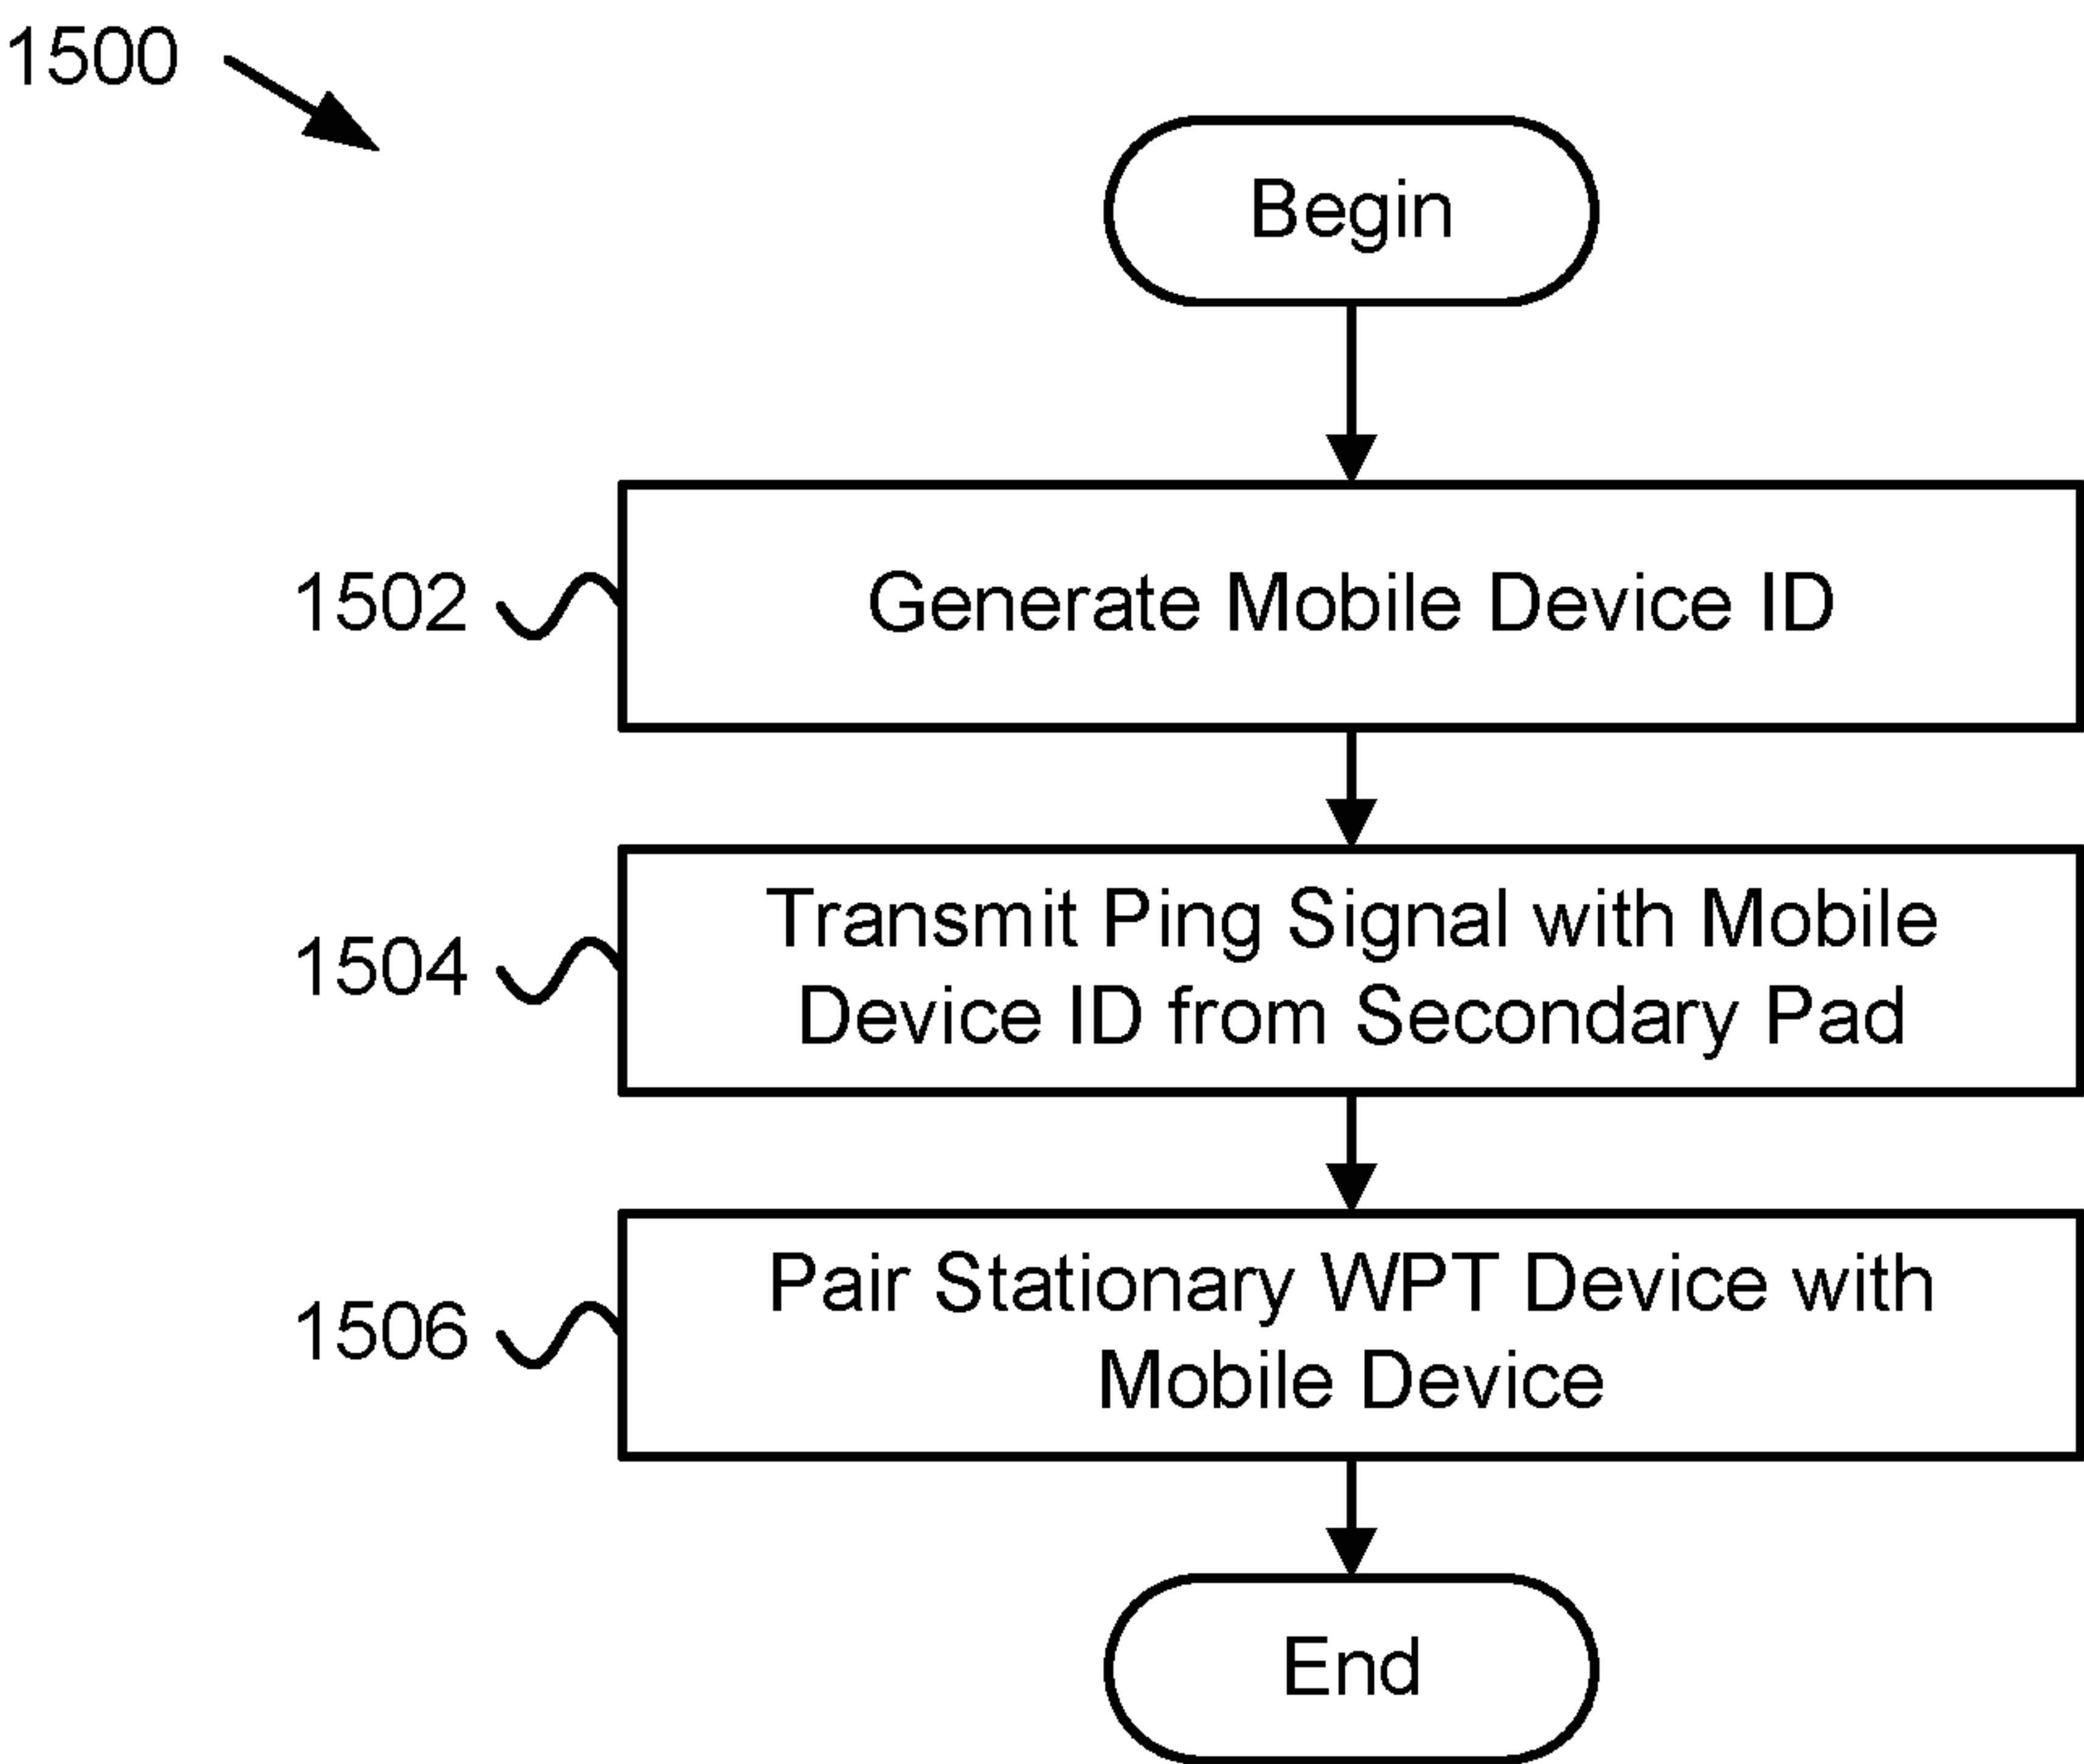 1500
Begin
1502
Generate Mobile Device ID
1504
Transmit Ping Signal with Mobile
Device ID from Secondary Pad
1506
Pair Stationary WPT Device with
Mobile Device
End